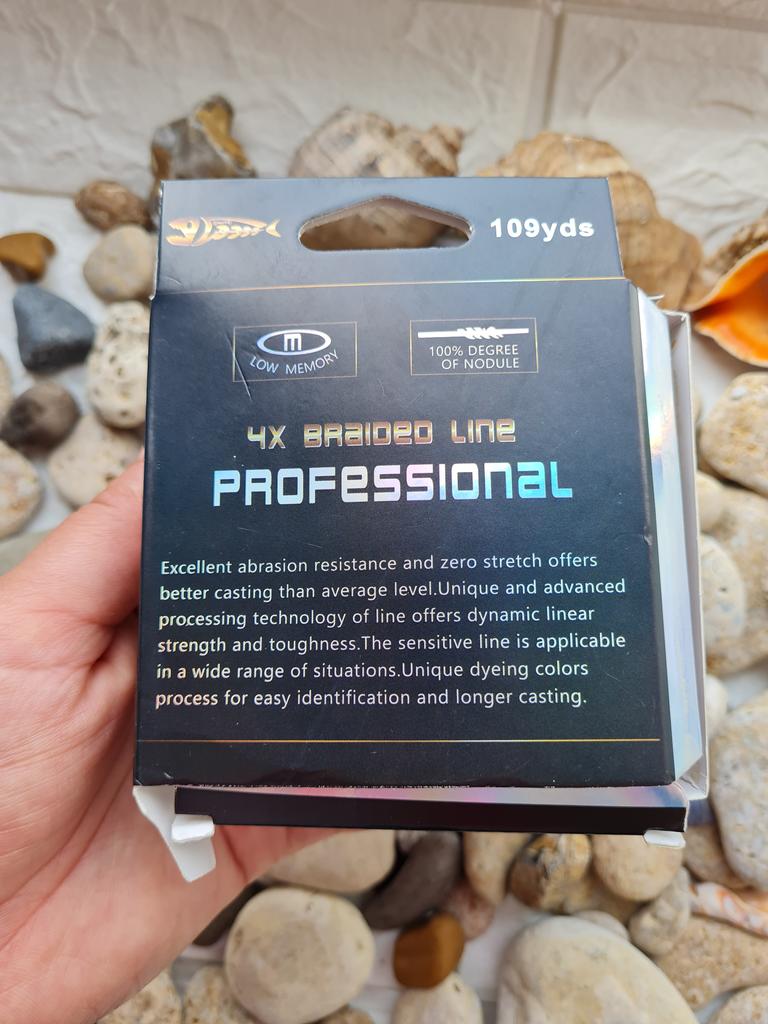 109yds
m
LOW MEMORY
100% DEGREE
OF NODULE
4X BRAIDED LINE
PROFESSIONAL
Excellent abrasion resistance and zero stretch offers
better casting than average level.Unique and advanced
processing technology of line offers dynamic linear
strength and toughness.The sensitive line is applicable
in a wide range of situations.Unique dyeing colors
process for easy identification and longer casting.